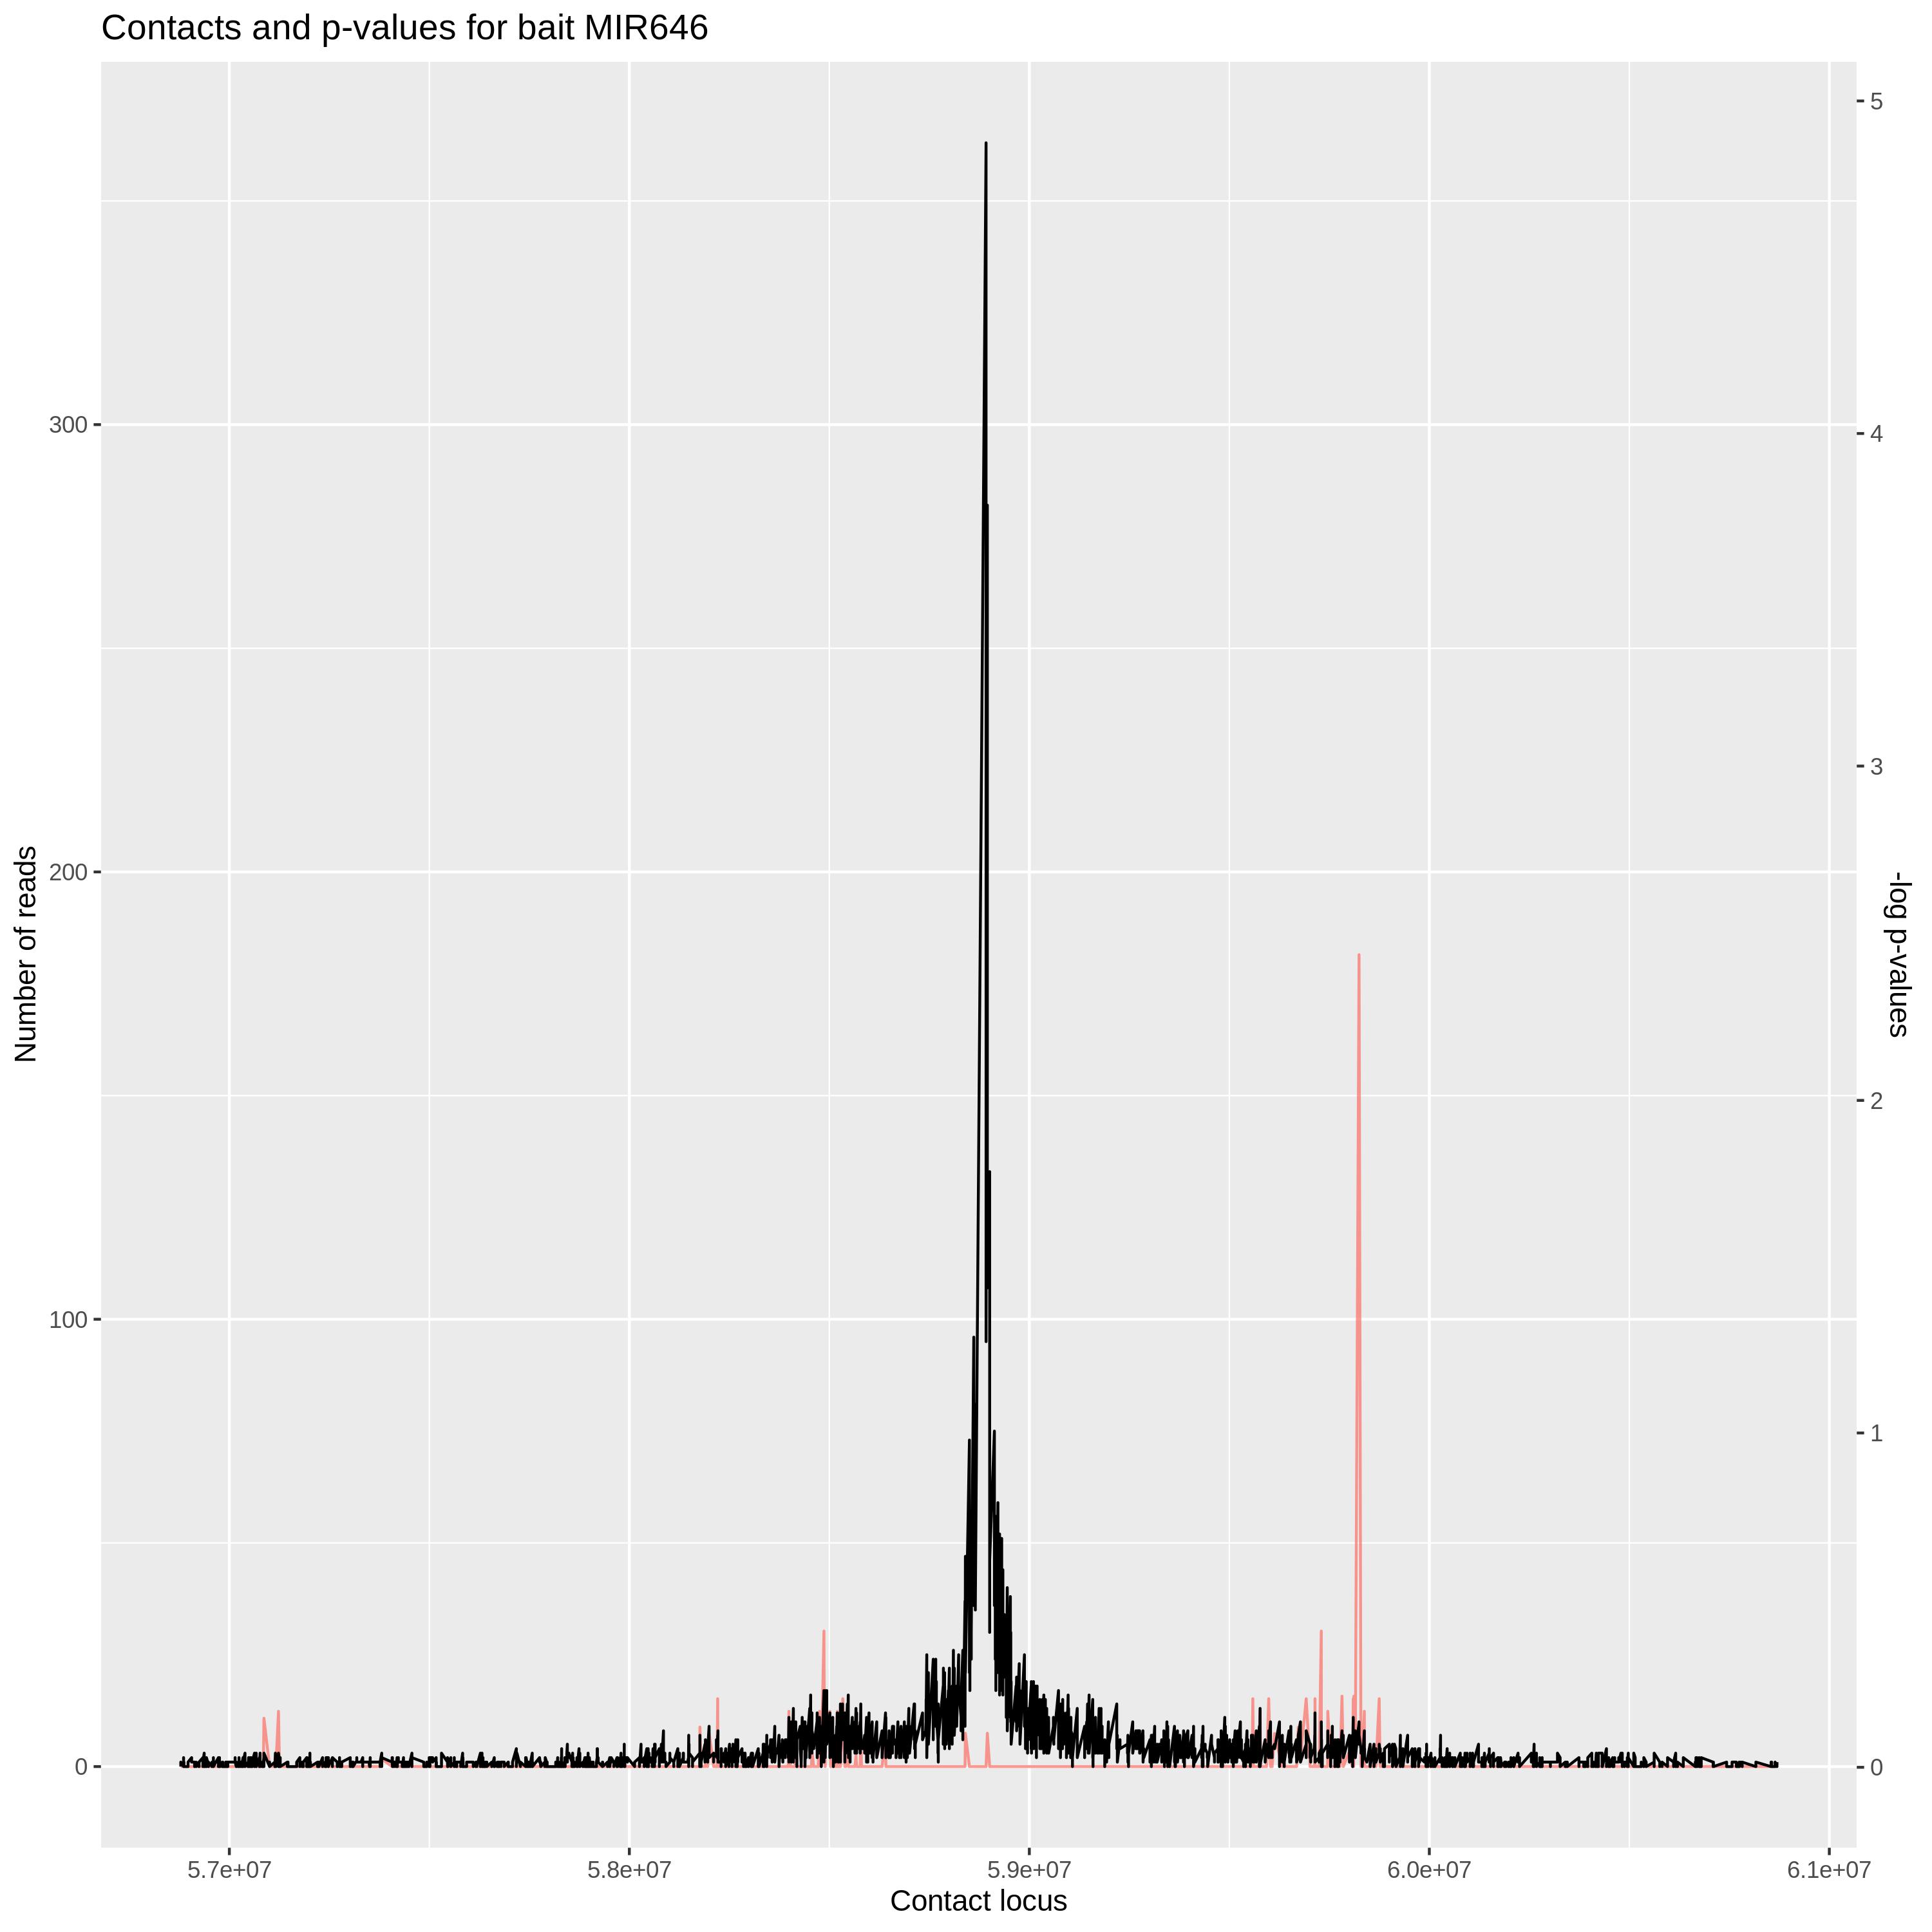 Contacts and p-values for bait MIR646
Number of reads
300
200
100
0
5
4
3
2
1
0
-log p-values
5.7e+07
5.8e+07
5.9e+07
6.0e+07
6.1e+07
Contact locus